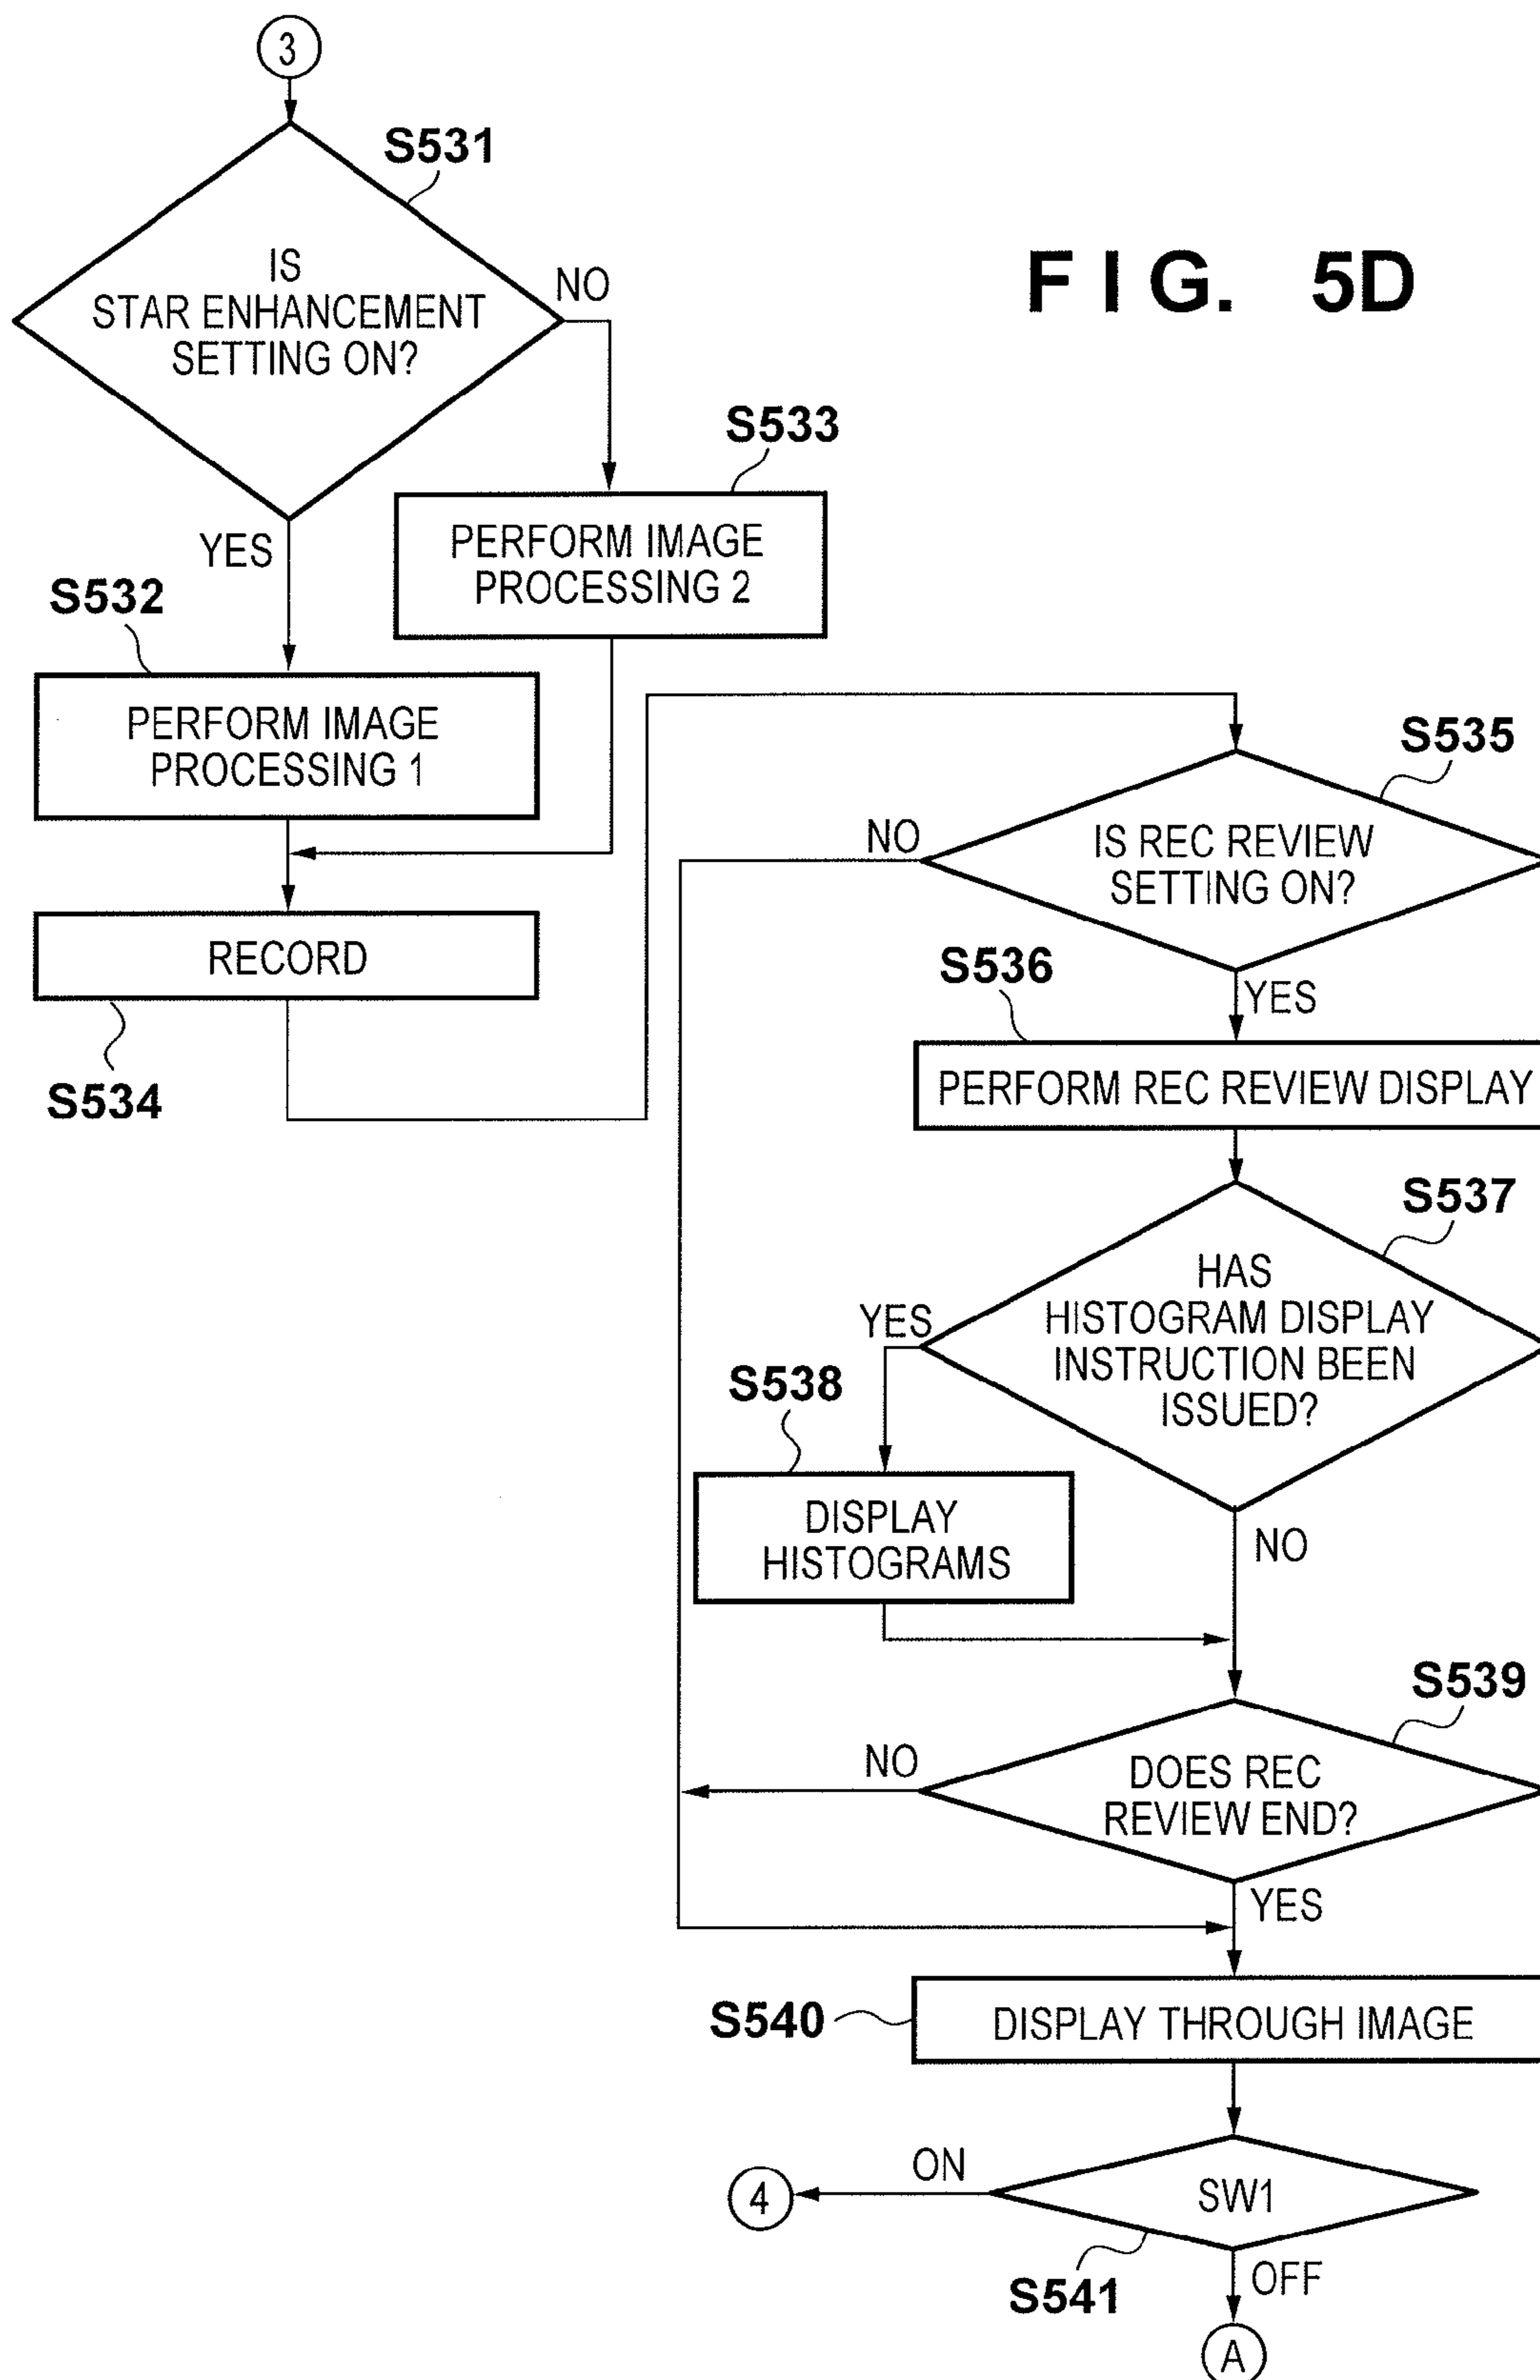 3
S531
IS
STAR ENHANCEMENT
SETTING ON?
NO
YES
F I G. 5D
S533
PERFORM IMAGE
PROCESSING 2
S532
PERFORM IMAGE
PROCESSING 1
RECORD
S534
S535
NO
IS REC REVIEW
SETTING ON?
YES
S536
PERFORM REC REVIEW DISPLAY
S537
HAS
HISTOGRAM DISPLAY
INSTRUCTION BEEN
ISSUED?
YES
NO
S538
DISPLAY
HISTOGRAMS
S539
NO
DOES REC
REVIEW END?
YES
S540
DISPLAY THROUGH IMAGE
ON
4
SW1
S541
OFF
A